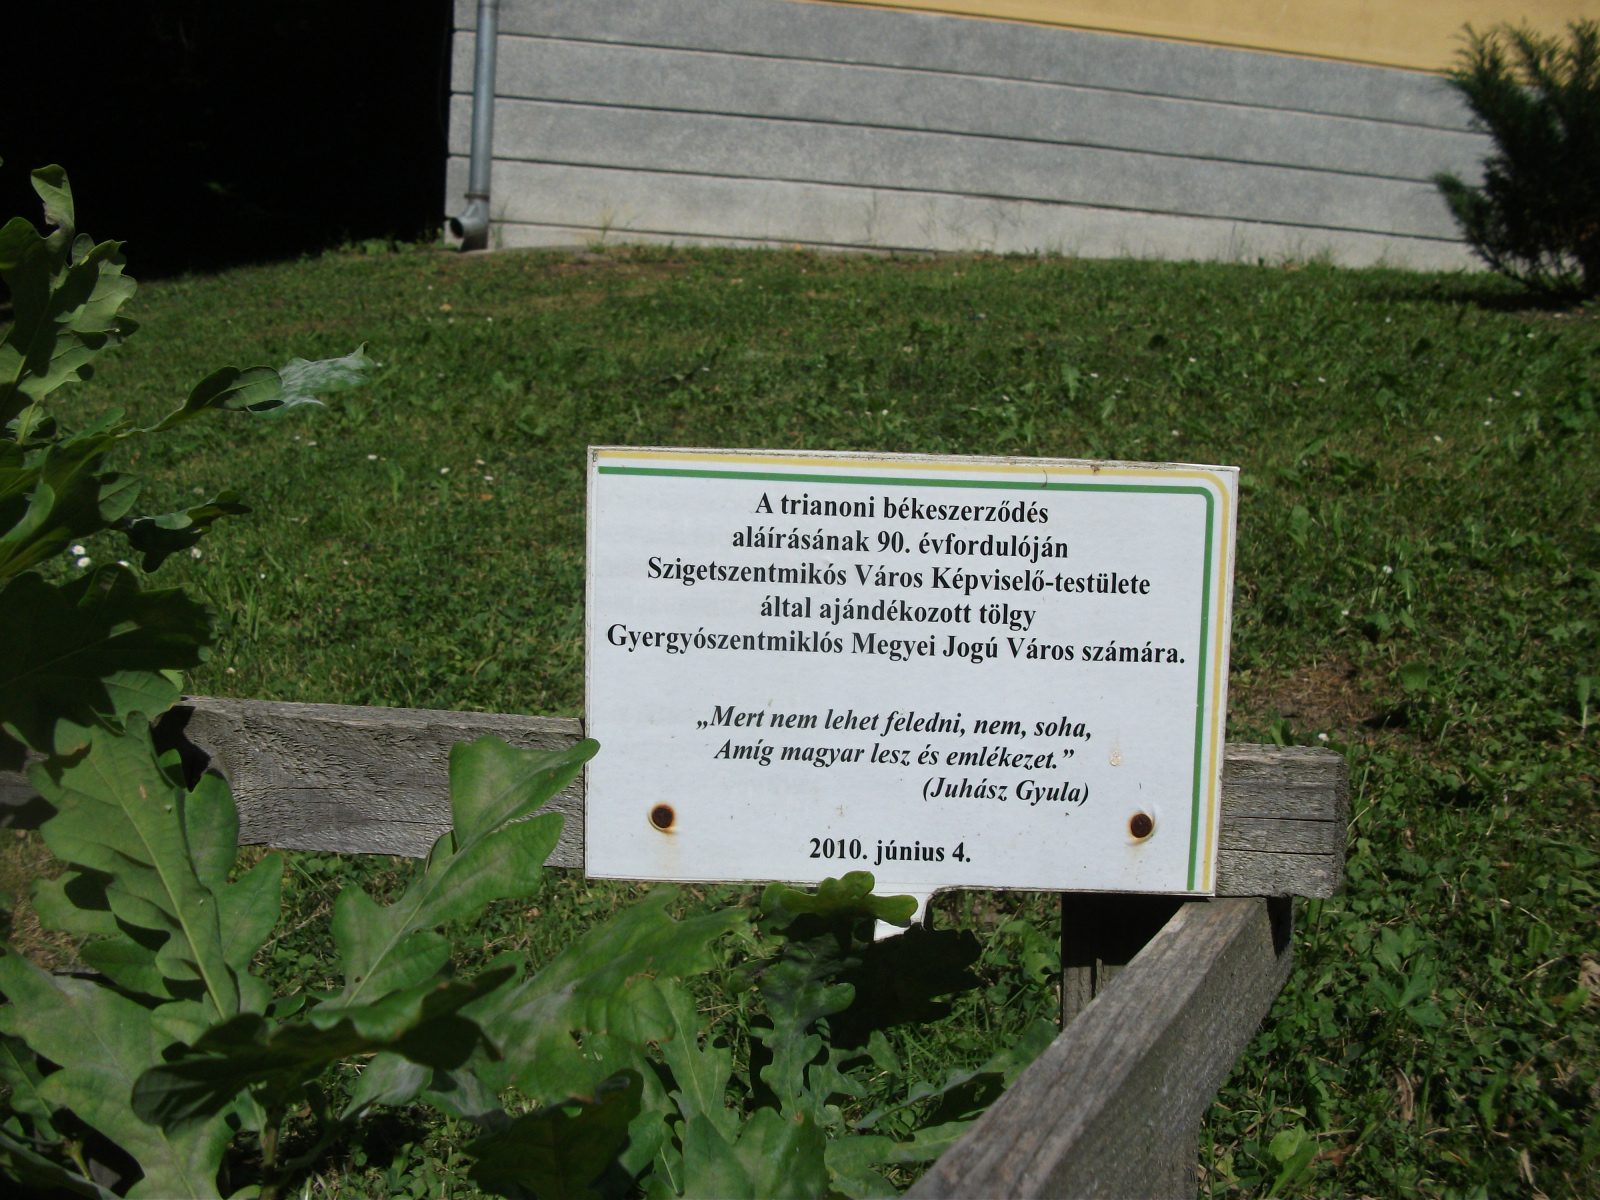 A trianoni békeszerződés
aláírásának 90. évfordulóján
Szigetszentmikós Város Képviselő-testülete
által ajándékozott tölgy
Gyergyószentmiklós Megyei Jogú Város számára.
„Mert nem lehet feledni, nem, soha,
Amíg magyar lesz és emlékezet.”
(Juhász Gyula)
2010. június 4.